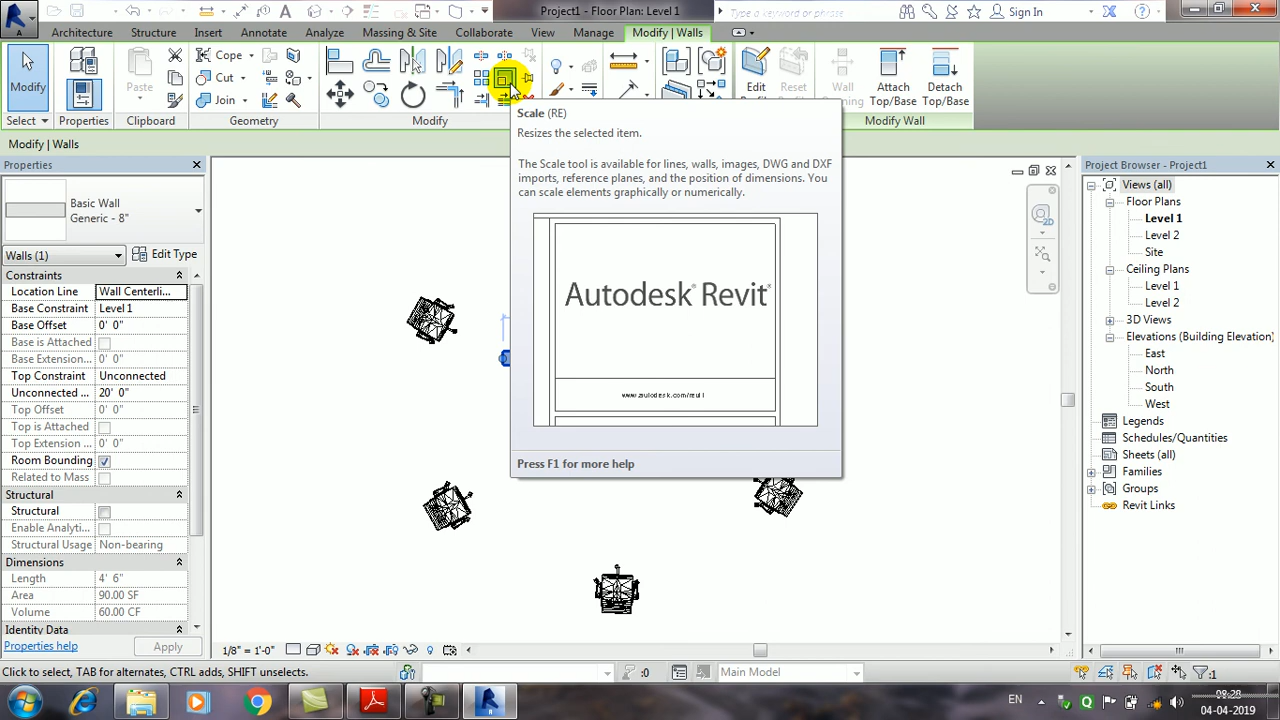 Project1 - Floor Plan: Level 1
Type a keyword or phrase
Sign In
Architecture Structure Insert Annotate Analyze Massing & Site Collaborate View Manage Modify | Walls
Modify
Select
Properties
Paste
Clipboard
Cope
Cut
Join
Geometry
Modify
Edit Profile
Reset Profile
Wall Opening
Attach Top/Base
Detach Top/Base
Modify Wall
Modify | Walls
Scale (RE)
Resizes the selected item.
The Scale tool is available for lines, walls, images, DWG and DXF
imports, reference planes, and the position of dimensions. You
can scale elements graphically or numerically.
Autodesk® Revit®
Press F1 for more help
Properties
Basic Wall
Generic - 8"
Walls (1)
Edit Type
Constraints
Location Line Wall Centerli...
Base Constraint Level 1
Base Offset 0' 0"
Base is Attached
Base Extension... 0' 0"
Top Constraint Unconnected
Unconnected ... 20' 0"
Top Offset 0' 0"
Top is Attached
Top Extension ... 0' 0"
Room Bounding
Related to Mass
Structural
Structural
Enable Analyti...
Structural Usage Non-bearing
Dimensions
Length 4' 6"
Area 90.00 SF
Volume 60.00 CF
Identity Data
Properties help
Apply
Project Browser - Project1
Views (all)
Floor Plans
Level 1
Level 2
Site
Ceiling Plans
Level 1
Level 2
3D Views
Elevations (Building Elevation)
East
North
South
West
Legends
Schedules/Quantities
Sheets (all)
Families
Groups
Revit Links
1/8" = 1'-0"
Click to select, TAB for alternates, CTRL adds, SHIFT unselects.
:0
Main Model
:1
EN
09:28
04-04-2019